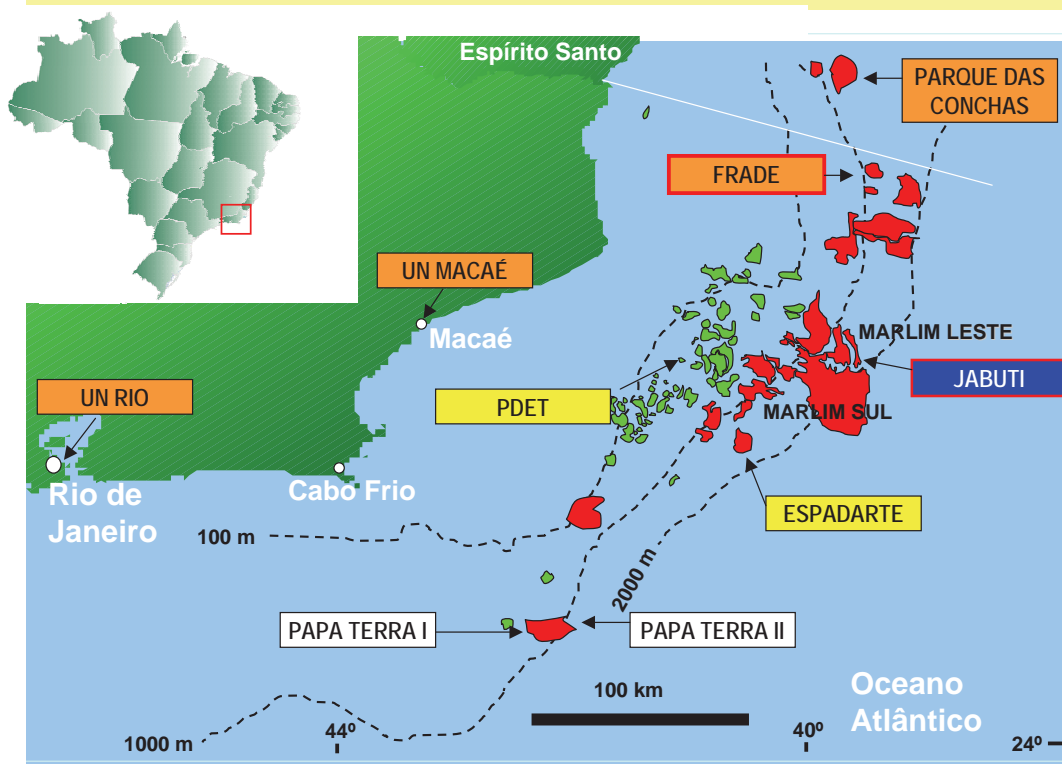 Espírito Santo
PARQUE DAS
CONCHAS
FRADE
UN MACAÉ
Macaé
MARLIM LESTE
JABUTI
UN RIO
PDET
MARLIM SUL
Rio de
Janeiro
Cabo Frio
ESPADARTE
100 m
2000 m
PAPA TERRA I
PAPA TERRA II
100 km
Oceano
Atlântico
1000 m
44º
40º
24º